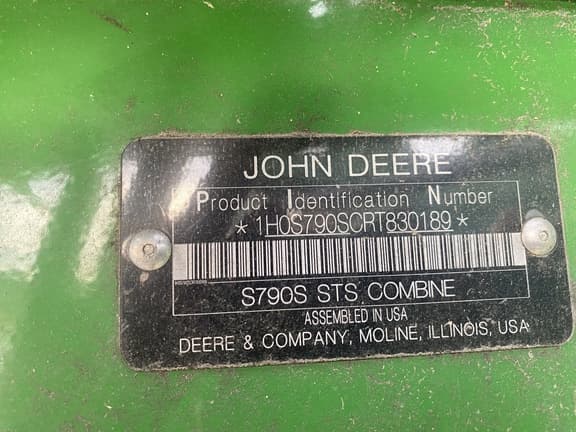 JOHN DEERE
Product Identification Number
*1H0S790SCRT830189*
S790S STS COMBINE
ASSEMBLED IN USA
DEERE & COMPANY, MOLINE, ILLINOIS, USA